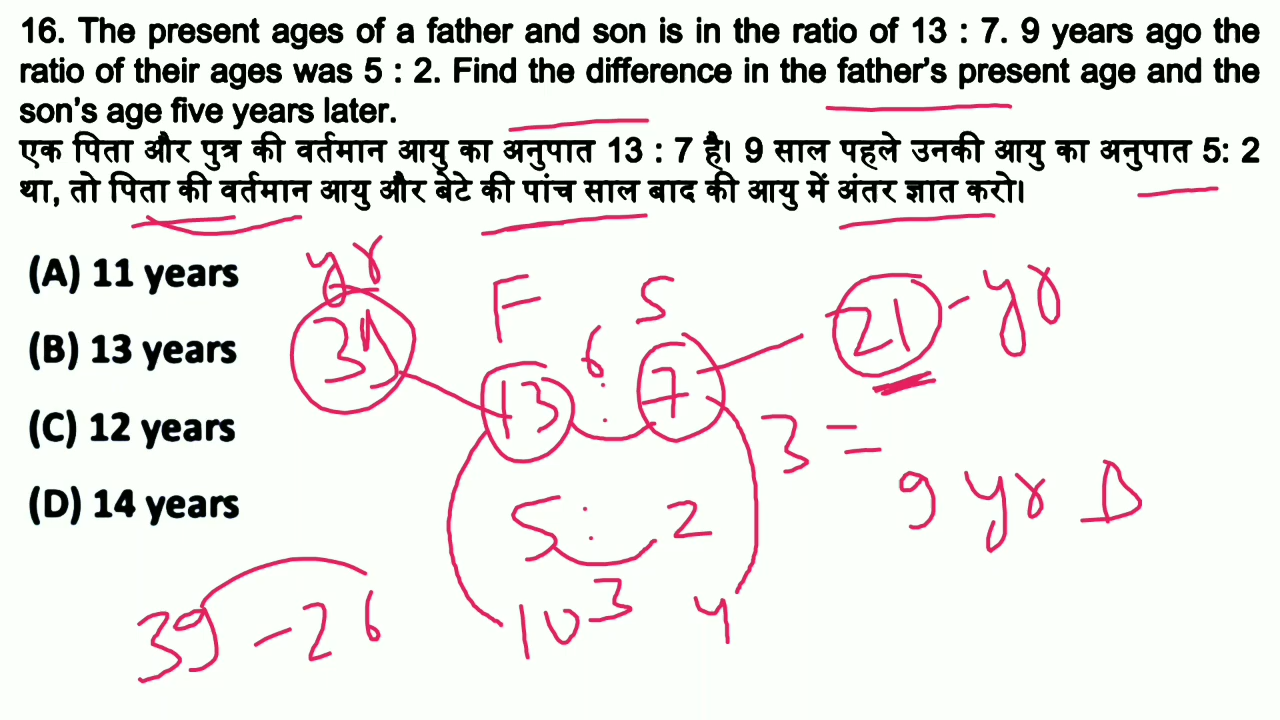 16. The present ages of a father and son is in the ratio of 13 : 7. 9 years ago the
ratio of their ages was 5 : 2. Find the difference in the father's present age and the
son's age five years later.
एक पिता और पुत्र की वर्तमान आयु का अनुपात 13 : 7 है। 9 साल पहले उनकी आयु का अनुपात 5: 2
था, तो पिता की वर्तमान आयु और बेटे की पांच साल बाद की आयु में अंतर ज्ञात करो।
(A) 11 years
(B) 13 years
(C) 12 years
(D) 14 years
yr
39
F
S
6
13 : 7
21 - yr
3 =
9 yr D
5 : 2
3
10
4
39 - 26